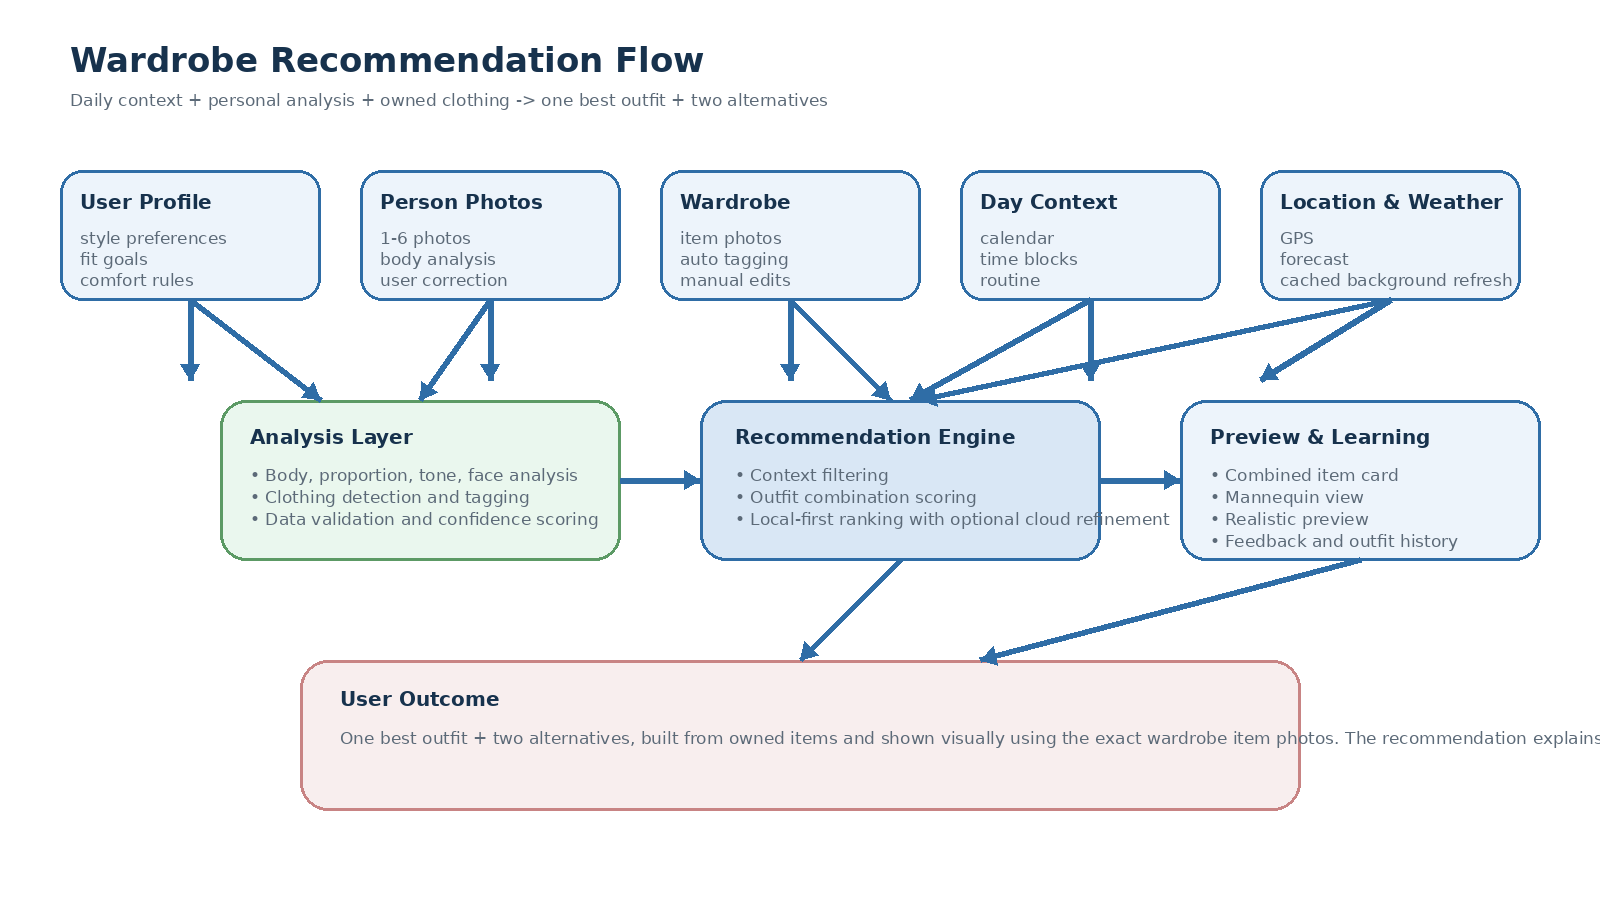 Wardrobe Recommendation Flow
Daily context + personal analysis + owned clothing -> one best outfit + two alternatives
User Profile
style preferences
fit goals
comfort rules
Person Photos
1-6 photos
body analysis
user correction
Wardrobe
item photos
auto tagging
manual edits
Day Context
calendar
time blocks
routine
Location & Weather
GPS
forecast
cached background refresh
Analysis Layer
• Body, proportion, tone, face analysis
• Clothing detection and tagging
• Data validation and confidence scoring
Recommendation Engine
• Context filtering
• Outfit combination scoring
• Local-first ranking with optional cloud refinement
Preview & Learning
• Combined item card
• Mannequin view
• Realistic preview
• Feedback and outfit history
User Outcome
One best outfit + two alternatives, built from owned items and shown visually using the exact wardrobe item photos. The recommendation explains